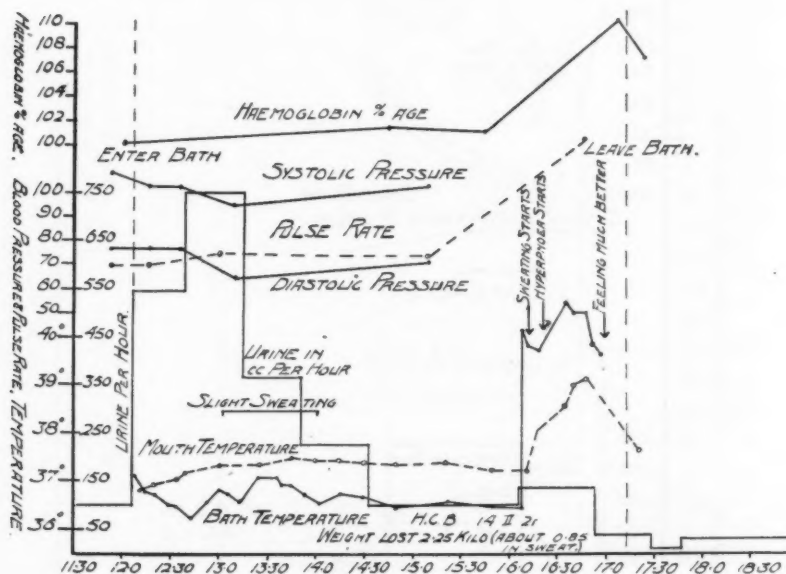 HÆMOGLOBIN % AGE. BLOOD PRESSURE & PULSE RATE, TEMPERATURE.
110
108
106
104
102
100
100
90
80
70
60
50
40°
39°
38°
37°
36°
750
650
550
450
350
250
150
50
HAEMOGLOBIN % AGE
ENTER BATH
LEAVE BATH.
SYSTOLIC PRESSURE
PULSE RATE
DIASTOLIC PRESSURE
SWEATING STARTS
HYPERPNOEA STARTS
FEELING MUCH BETTER
URINE PER HOUR.
URINE IN
CC PER HOUR
SLIGHT SWEATING
MOUTH TEMPERATURE
BATH TEMPERATURE
H.C.B 14 II 21
WEIGHT LOST 2.25 KILO (ABOUT 0.85
IN SWEAT.)
11.30 12.0 12.30 13.0 13.30 14.0 14.30 15.0 15.30 16.0 16.30 17.0 17.30 18.0 18.30